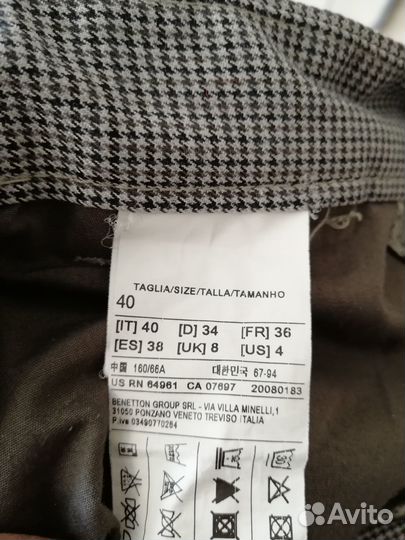 TAGLIA/SIZE/TALLA/TAMANHO
40
[IT] 40 [D] 34 [FR] 36
[ES] 38 [UK] 8 [US] 4
中国 160/66A 대한민국 67-94
US RN 64961 CA 07697 20080183
BENETTON GROUP SRL - VIA VILLA MINELLI,1
31050 PONZANO VENETO TREVISO ITALIA
P.iva 03490770264
Avito